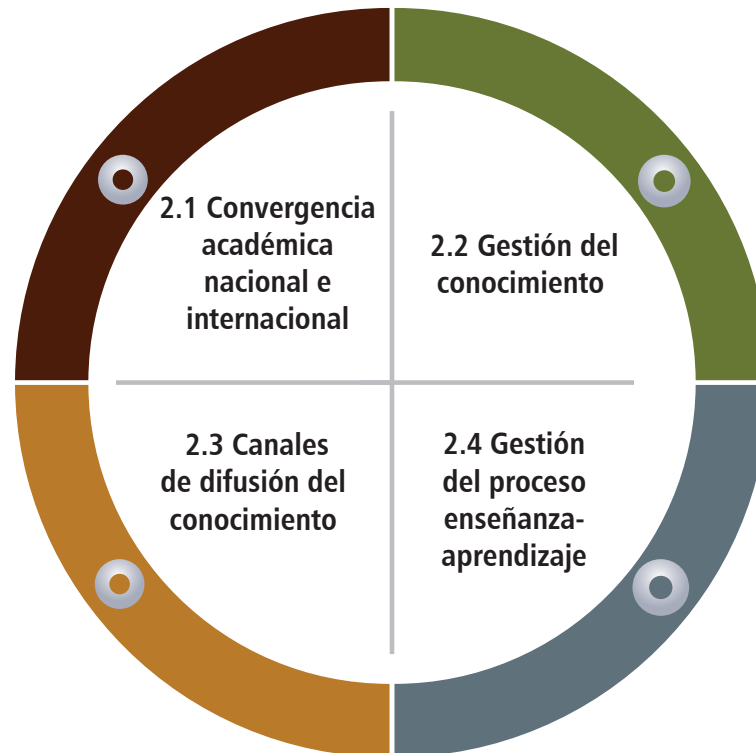 2.1 Convergencia
académica
nacional e
internacional
2.2 Gestión del
conocimiento
2.3 Canales
de difusión del
conocimiento
2.4 Gestión
del proceso
enseñanza-
aprendizaje